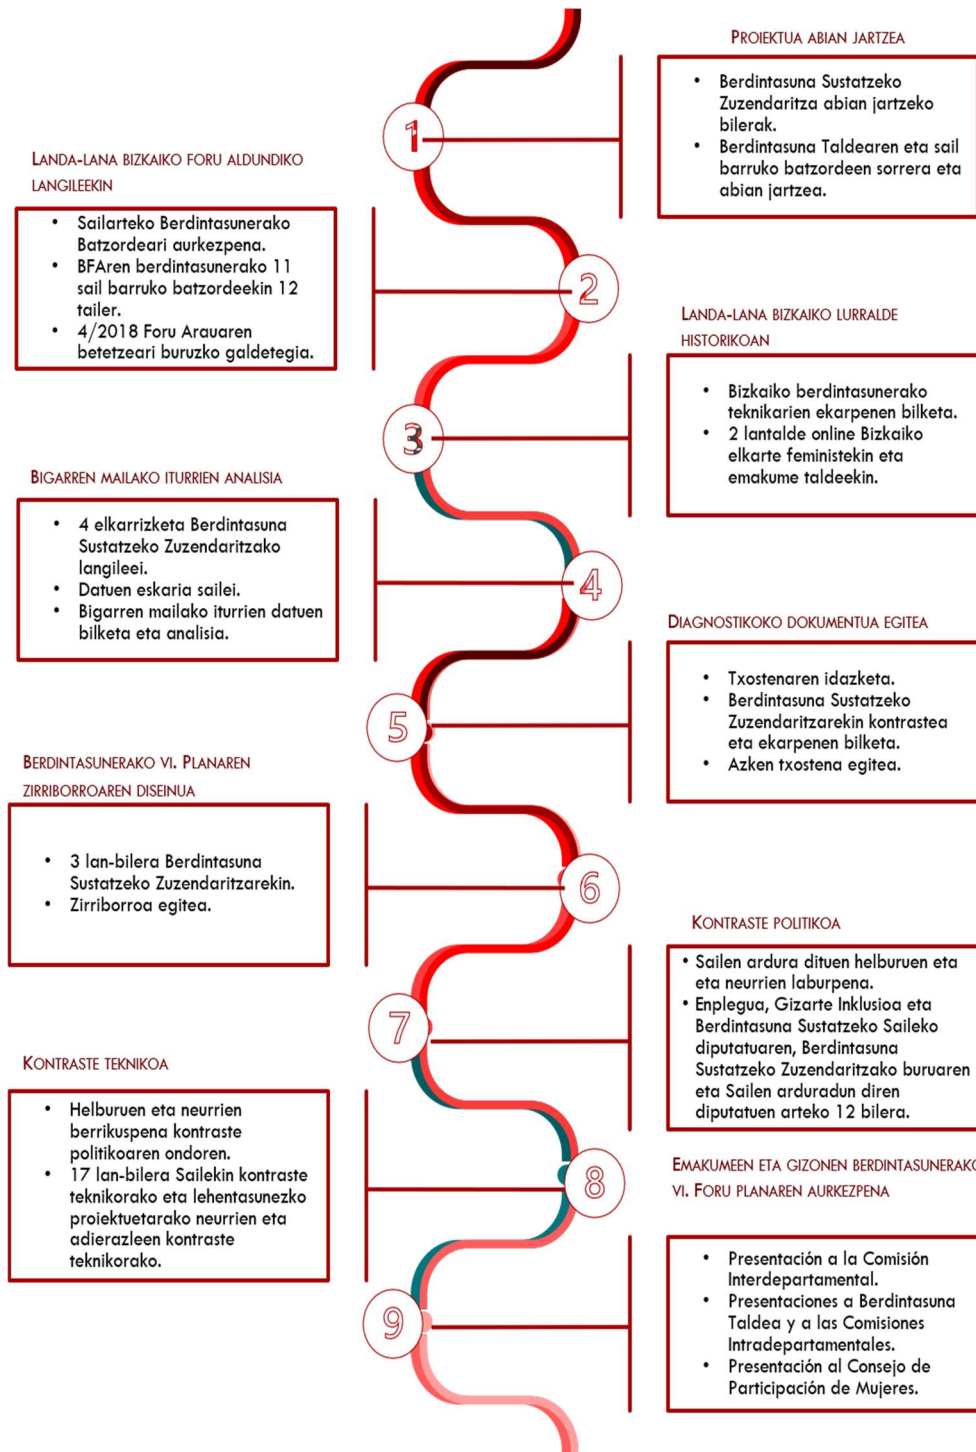 PROIEKTUA ABIAN JARTZEA
• Berdintasuna Sustatzeko
Zuzendaritza abian jartzeko
bilerak.
• Berdintasuna Taldearen eta sail
barruko batzordeen sorrera eta
abian jartzea.
1
LANDA-LANA BIZKAIKO FORU ALDUNDIKO
LANGILEEKIN
• Sailarteko Berdintasunerako
Batzordeari aurkezpena.
• BFAren berdintasunerako 11
sail barruko batzordeekin 12
tailer.
• 4/2018 Foru Arauaren
betetzeari buruzko galdetegia.
2
LANDA-LANA BIZKAIKO LURRALDE
HISTORIKOAN
• Bizkaiko berdintasunerako
teknikarien ekarpenen bilketa.
• 2 lantalde online Bizkaiko
elkarte feministekin eta
emakume taldeekin.
3
BIGARREN MAILAKO ITURRIEN ANALISIA
• 4 elkarrizketa Berdintasuna
Sustatzeko Zuzendaritzako
langileei.
• Datuen eskaria sailei.
• Bigarren mailako iturrien datuen
bilketa eta analisia.
4
DIAGNOSTIKOKO DOKUMENTUA EGITEA
• Txostenaren idazketa.
• Berdintasuna Sustatzeko
Zuzendaritzarekin kontrastea
eta ekarpenen bilketa.
• Azken txostena egitea.
5
BERDINTASUNERAKO VI. PLANAREN
ZIRRIBORROAREN DISEINUA
• 3 lan-bilera Berdintasuna
Sustatzeko Zuzendaritzarekin.
• Zirriborroa egitea.
6
KONTRASTE POLITIKOA
• Sailen ardura dituen helburuen eta
eta neurrien laburpena.
• Enplegua, Gizarte Inklusioa eta
Berdintasuna Sustatzeko Saileko
diputatuaren, Berdintasuna
Sustatzeko Zuzendaritzako buruaren
eta Sailen arduradun diren
diputatuen arteko 12 bilera.
7
KONTRASTE TEKNIKOA
• Helburuen eta neurrien
berrikuspena kontraste
politikoaren ondoren.
• 17 lan-bilera Sailekin kontraste
teknikorako eta lehentasunezko
proiektuetarako neurrien eta
adierazleen kontraste
teknikorako.
8
EMAKUMEEN ETA GIZONEN BERDINTASUNERAKO
VI. FORU PLANAREN AURKEZPENA
• Presentación a la Comisión
Interdepartamental.
• Presentaciones a Berdintasuna
Taldea y a las Comisiones
Intradepartamentales.
• Presentación al Consejo de
Participación de Mujeres.
9